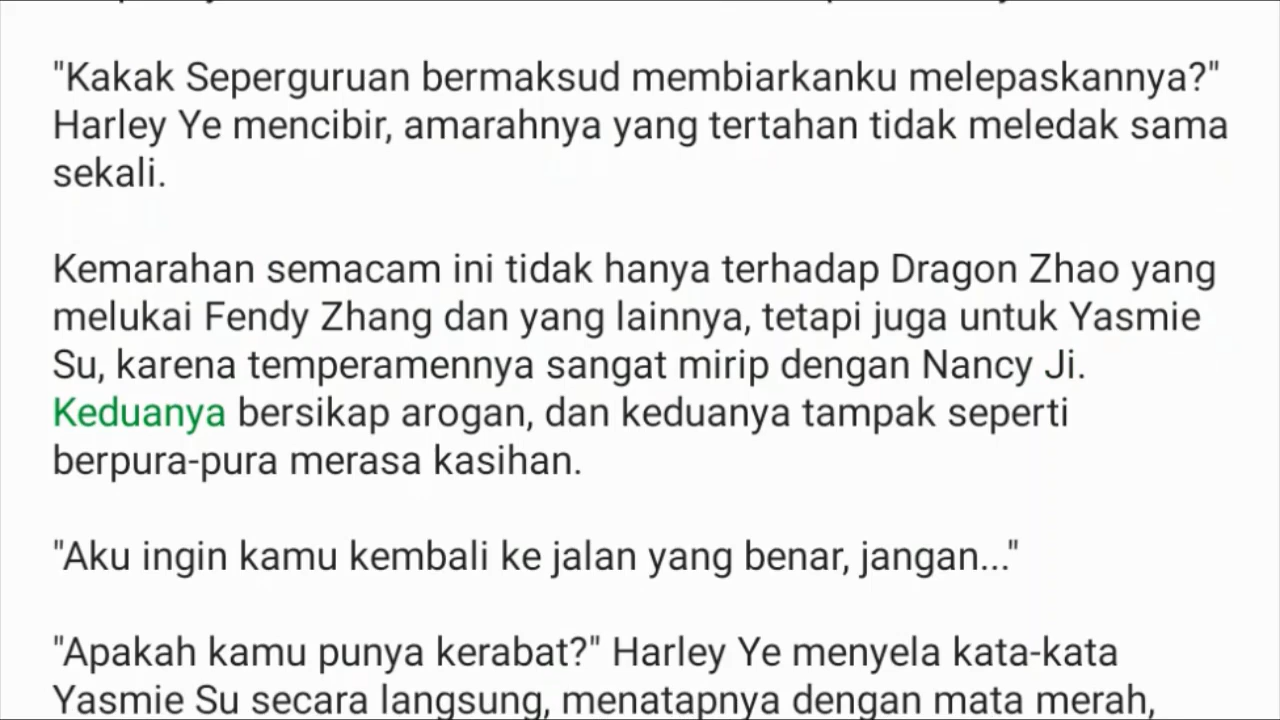 "Kakak Seperguruan bermaksud membiarkanku melepaskannya?"
Harley Ye mencibir, amarahnya yang tertahan tidak meledak sama
sekali.
Kemarahan semacam ini tidak hanya terhadap Dragon Zhao yang
melukai Fendy Zhang dan yang lainnya, tetapi juga untuk Yasmie
Su, karena temperamennya sangat mirip dengan Nancy Ji.
Keduanya bersikap arogan, dan keduanya tampak seperti
berpura-pura merasa kasihan.
"Aku ingin kamu kembali ke jalan yang benar, jangan..."
"Apakah kamu punya kerabat?" Harley Ye menyela kata-kata
Yasmie Su secara langsung, menatapnya dengan mata merah,